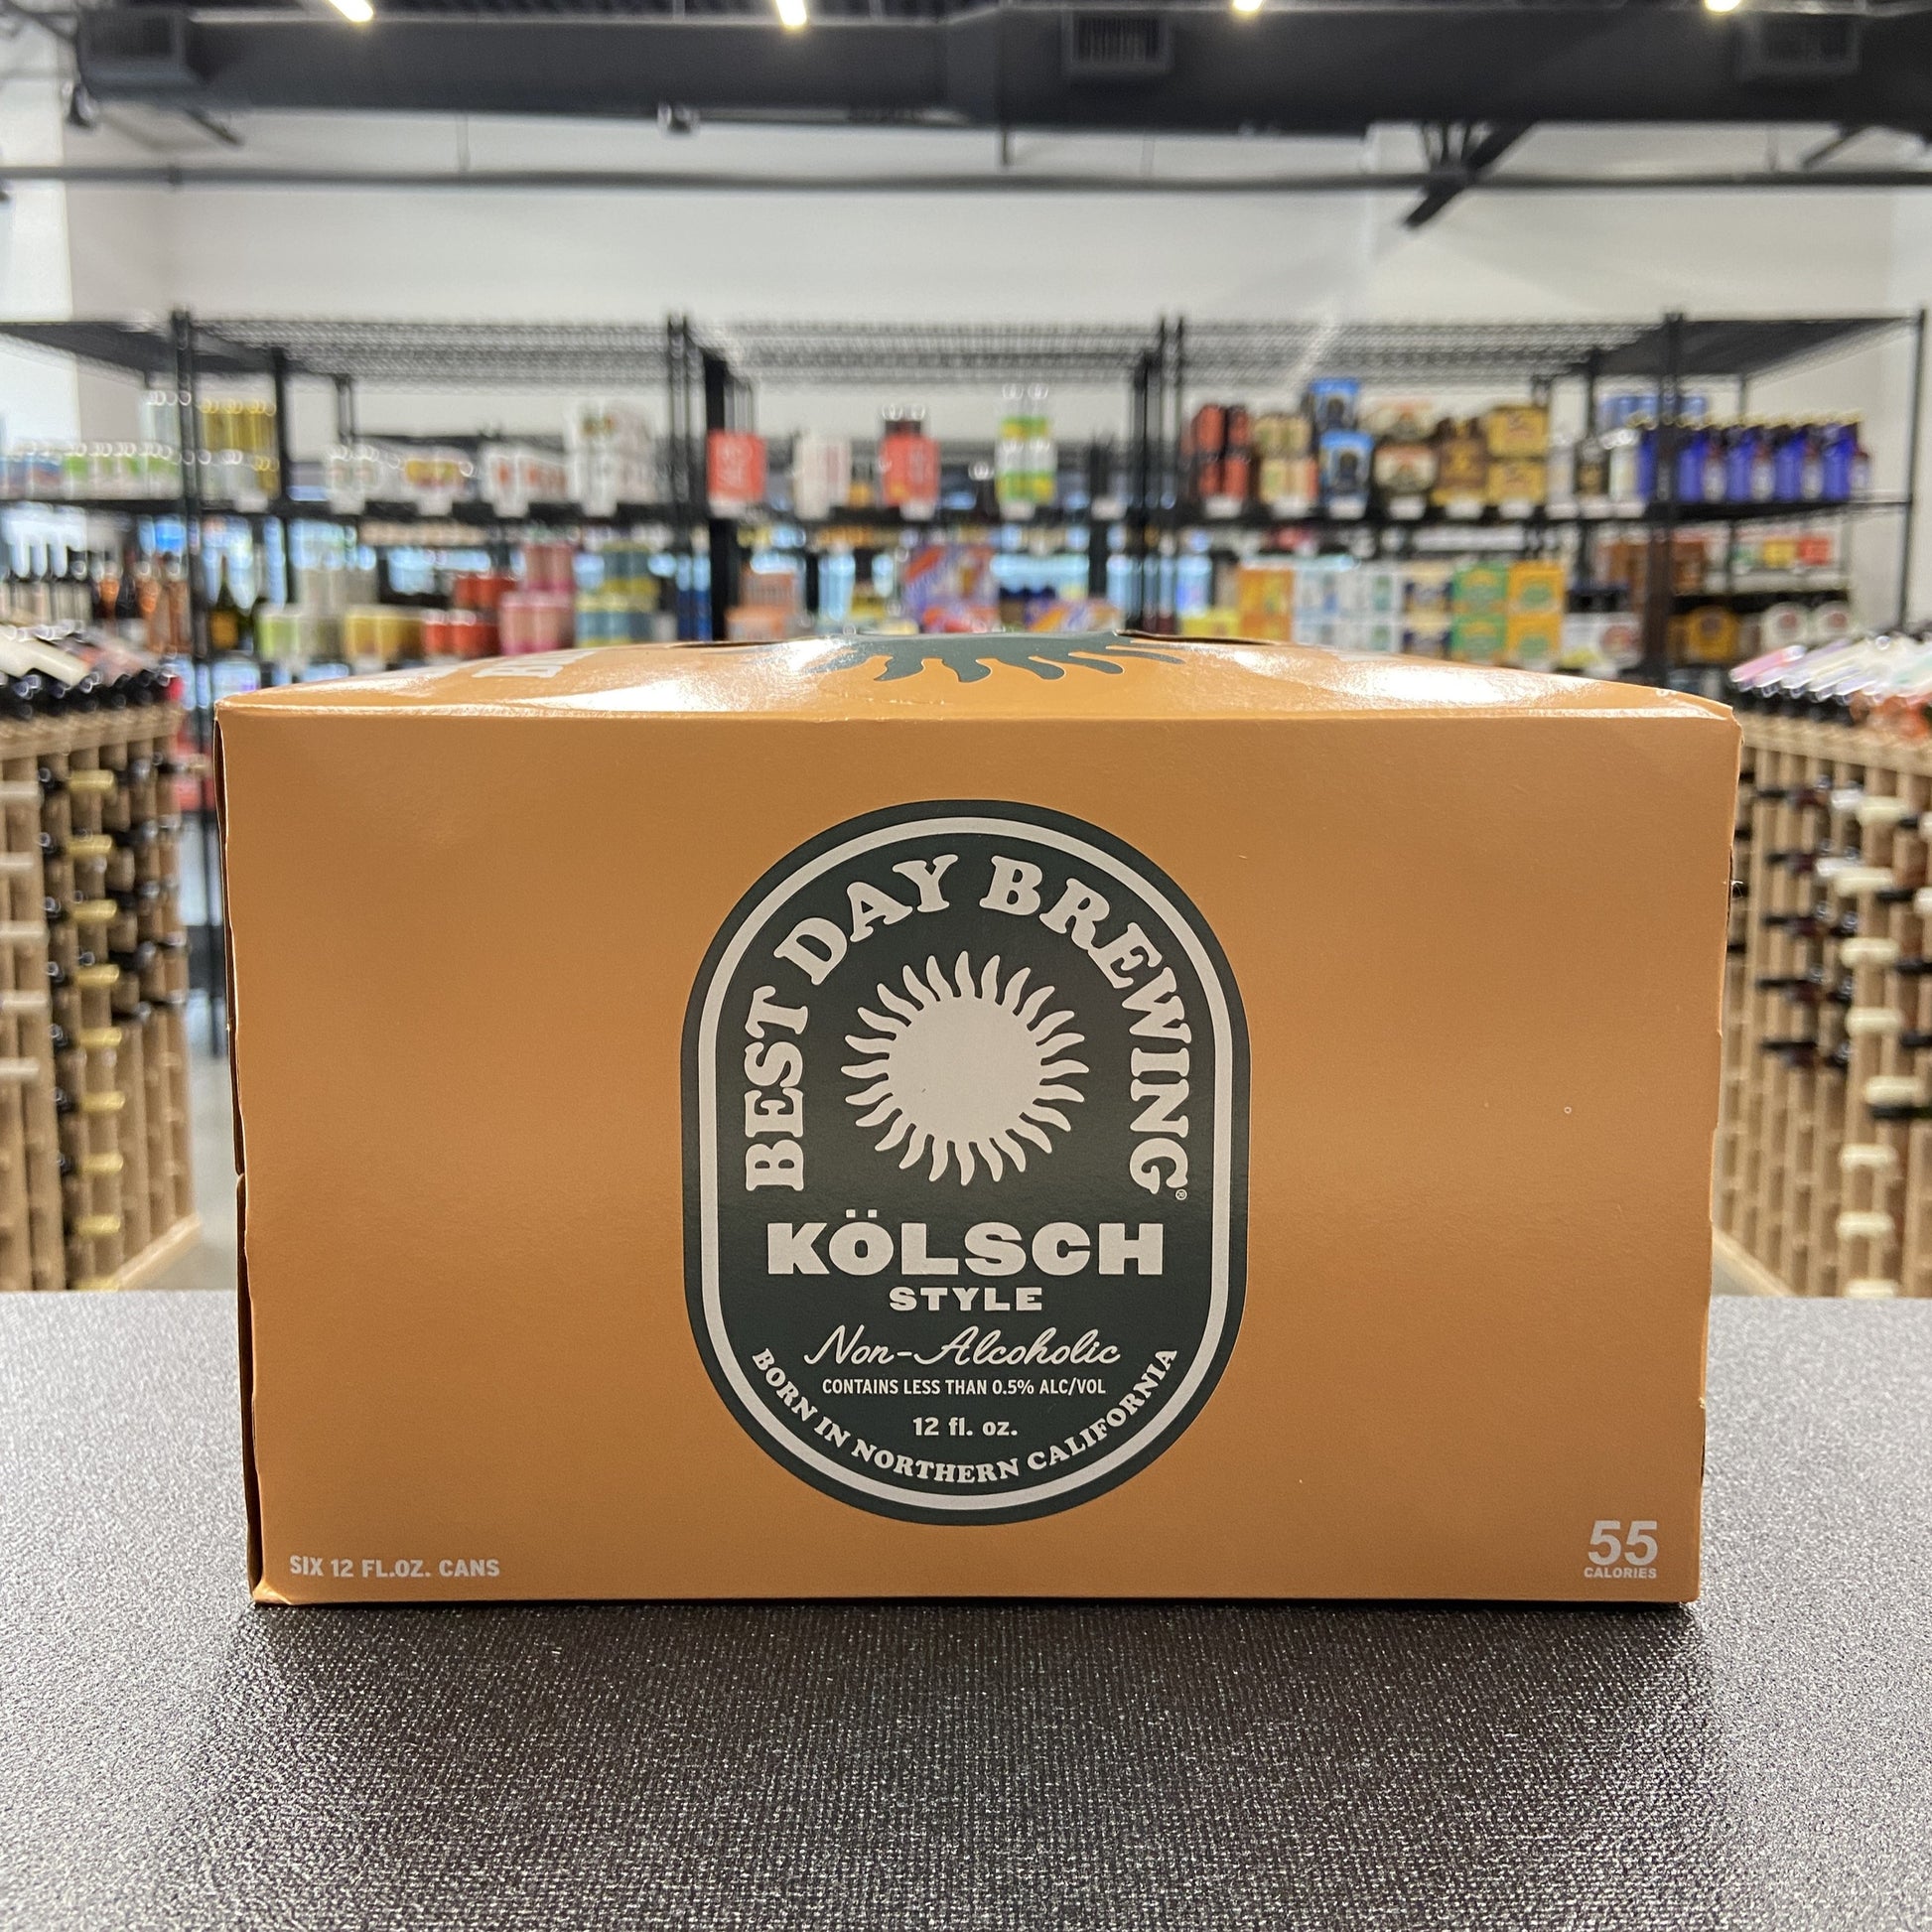 BEST DAY BREWING®
KÖLSCH
STYLE
Non-Alcoholic
CONTAINS LESS THAN 0.5% ALC/VOL
12 fl. oz.
BORN IN NORTHERN CALIFORNIA
SIX 12 FL.OZ. CANS
55
CALORIES